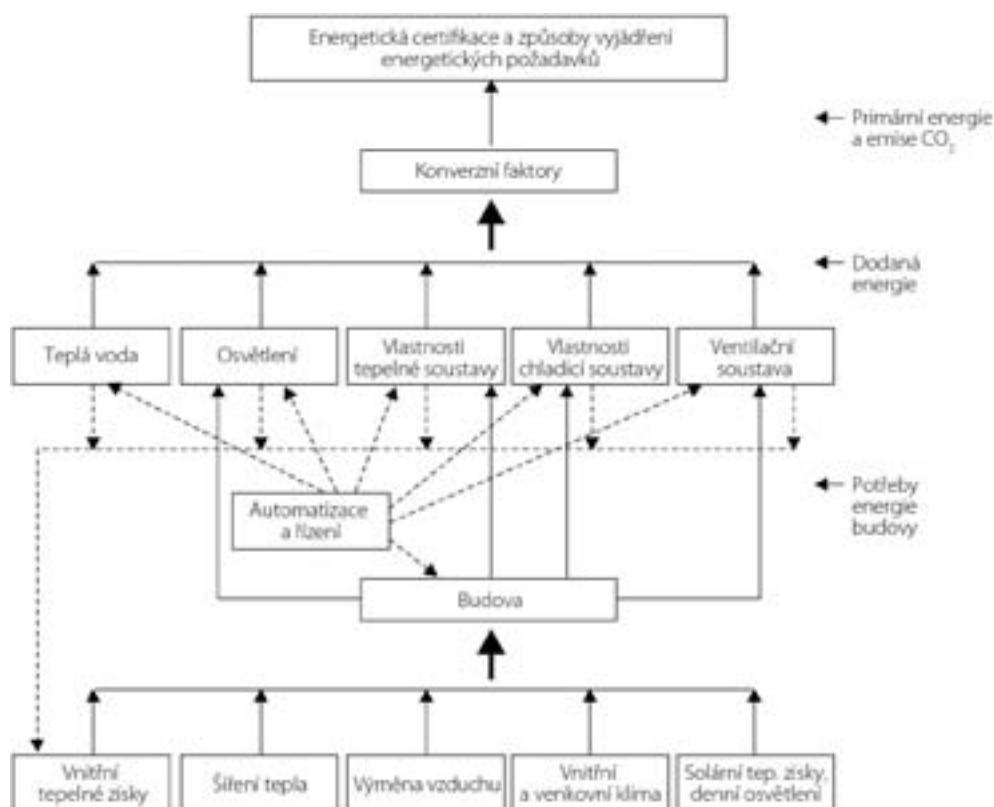 Energetická certifikace a způsoby vyjádření
energetických požadavků
Primární energie
a emise CO₂
Konverzní faktory
Dodaná
energie
Teplá voda
Osvětlení
Vlastnosti
tepelné soustavy
Vlastnosti
chladicí soustavy
Ventilační
soustava
Automatizace
a řízení
Potřeby
energie
budovy
Budova
Vnitřní
tepelné zisky
Šíření tepla
Výměna vzduchu
Vnitřní
a venkovní klima
Solární tep. zisky,
denní osvětlení